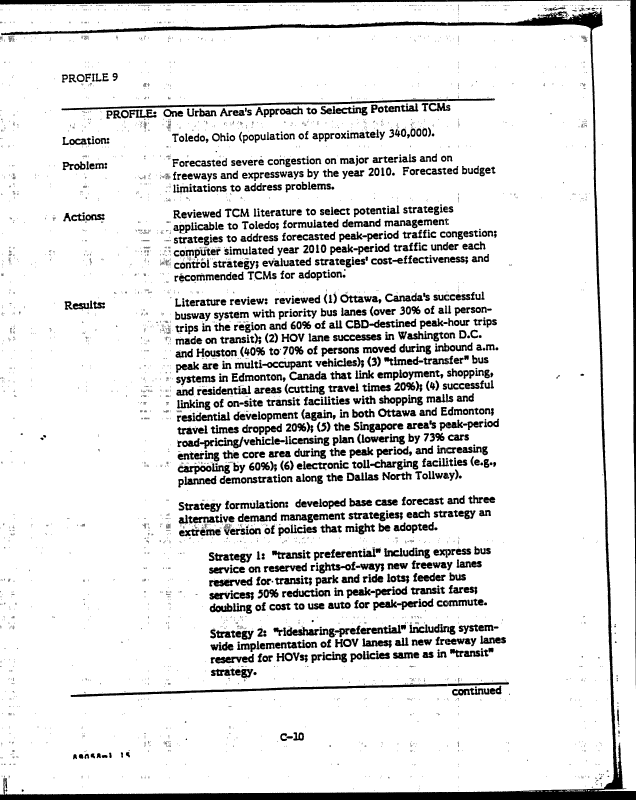 PROFILE 9
PROFILE: One Urban Area's Approach to Selecting Potential TCMs
Location: Toledo, Ohio (population of approximately 340,000).
Problem: Forecasted severe congestion on major arterials and on
freeways and expressways by the year 2010. Forecasted budget
limitations to address problems.
Actions: Reviewed TCM literature to select potential strategies
applicable to Toledo; formulated demand management
strategies to address forecasted peak-period traffic congestion;
computer simulated year 2010 peak-period traffic under each
control strategy; evaluated strategies' cost-effectiveness; and
recommended TCMs for adoption.
Results: Literature review: reviewed (1) Ottawa, Canada's successful
busway system with priority bus lanes (over 30% of all person-
trips in the region and 60% of all CBD-destined peak-hour trips
made on transit); (2) HOV lane successes in Washington D.C.
and Houston (40% to 70% of persons moved during inbound a.m.
peak are in multi-occupant vehicles); (3) "timed-transfer" bus
systems in Edmonton, Canada that link employment, shopping,
and residential areas (cutting travel times 20%); (4) successful
linking of on-site transit facilities with shopping malls and
residential development (again, in both Ottawa and Edmonton;
travel times dropped 20%); (5) the Singapore area's peak-period
road-pricing/vehicle-licensing plan (lowering by 73% cars
entering the core area during the peak period, and increasing
carpooling by 60%); (6) electronic toll-charging facilities (e.g.,
planned demonstration along the Dallas North Tollway).
Strategy formulation: developed base case forecast and three
alternative demand management strategies; each strategy an
extreme version of policies that might be adopted.
Strategy 1: "transit preferential" including express bus
service on reserved rights-of-way; new freeway lanes
reserved for transit; park and ride lots; feeder bus
services; 50% reduction in peak-period transit fares;
doubling of cost to use auto for peak-period commute.
Strategy 2: "ridesharing-preferential" including system-
wide implementation of HOV lanes; all new freeway lanes
reserved for HOVs; pricing policies same as in "transit"
strategy.
continued
C-10